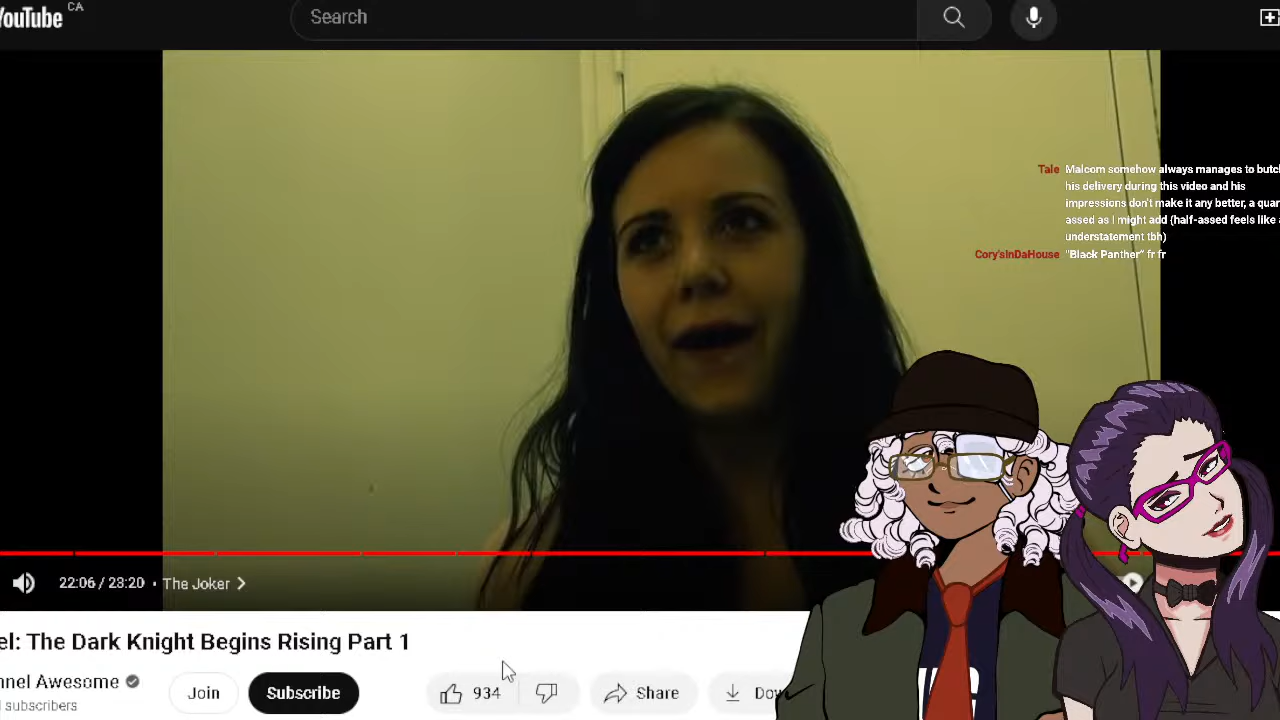 YouTube CA
Search
Tale Malcom somehow always manages to butch
his delivery during this video and his
impressions don't make it any better, a quar
assed as I might add (half-assed feels like a
understatement tbh)
Cory'sInDaHouse "Black Panther" fr fr
22:06 / 23:20 • The Joker
el: The Dark Knight Begins Rising Part 1
nnel Awesome
subscribers
Join
Subscribe
934
Share
Dow